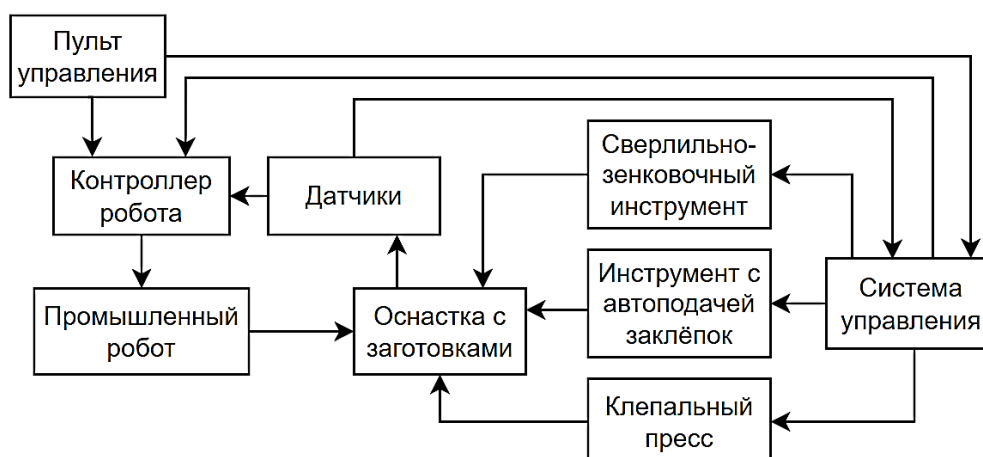 Пульт
управления
Контроллер
робота
Датчики
Сверлильно-
зенковочный
инструмент
Промышленный
робот
Оснастка с
заготовками
Инструмент с
автоподачей
заклёпок
Система
управления
Клепальный
пресс